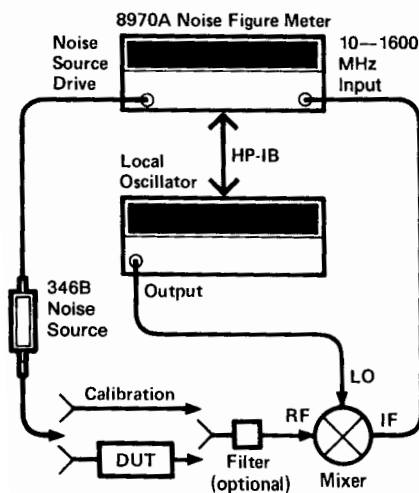 8970A Noise Figure Meter
Noise
Source
Drive
10--1600
MHz
Input
HP-IB
Local
Oscillator
Output
346B
Noise
Source
LO
Calibration
RF
IF
DUT
Filter
(optional)
Mixer